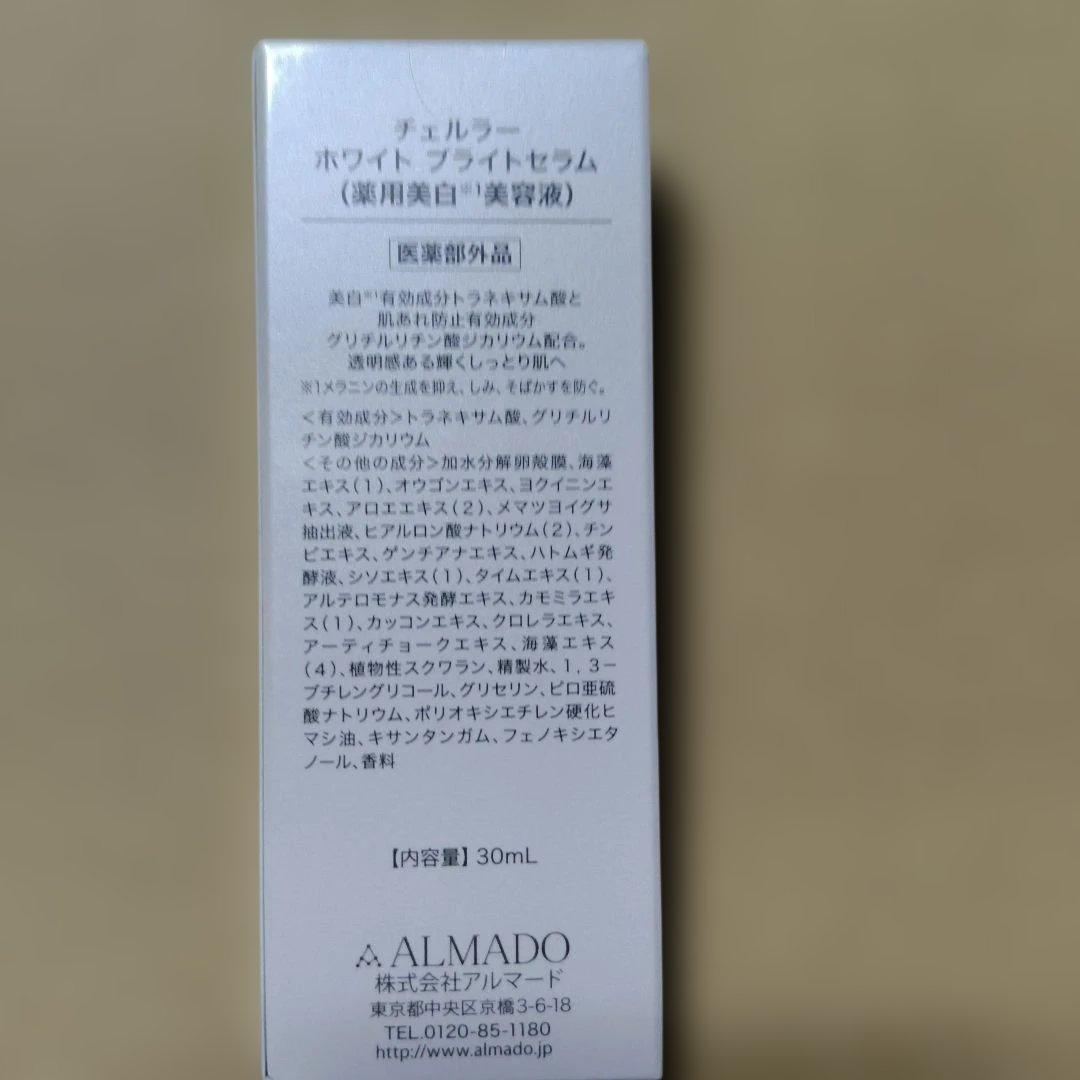 チェルラー
ホワイト ブライトセラム
(薬用美白※1美容液)
医薬部外品
美白※1有効成分トラネキサム酸と
肌あれ防止有効成分
グリチルリチン酸ジカリウム配合。
透明感ある輝くしっとり肌へ
※1メラニンの生成を抑え、しみ、そばかすを防ぐ。
<有効成分>トラネキサム酸、グリチルリ
チン酸ジカリウム
<その他の成分>加水分解卵殻膜、海藻
エキス(1)、オウゴンエキス、ヨクイニンエ
キス、アロエエキス(2)、メマツヨイグサ
抽出液、ヒアルロン酸ナトリウム(2)、チン
ピエキス、ゲンチアナエキス、ハトムギ発
酵液、シソエキス(1)、タイムエキス(1)、
アルテロモナス発酵エキス、カモミラエキ
ス(1)、カッコンエキス、クロレラエキス、
アーティチョークエキス、海藻エキス
(4)、植物性スクワラン、精製水、1,3-
ブチレングリコール、グリセリン、ピロ亜硫
酸ナトリウム、ポリオキシエチレン硬化ヒ
マシ油、キサンタンガム、フェノキシエタ
ノール、香料
【内容量】30mL
ALMADO
株式会社アルマード
東京都中央区京橋3-6-18
TEL.0120-85-1180
http://www.almado.jp